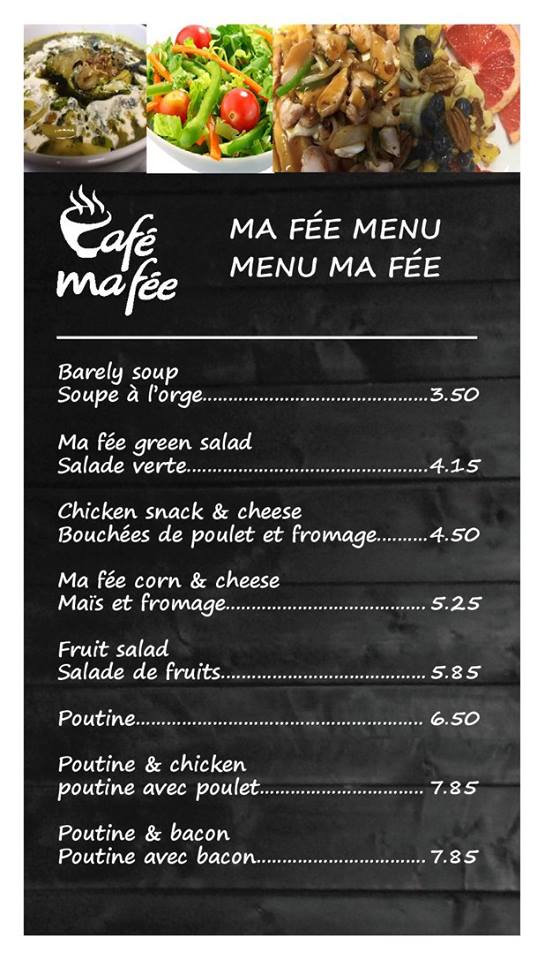 Café
ma fée
MA FÉE MENU
MENU MA FÉE
Barely soup
Soupe à l'orge.............................................3.50
Ma fée green salad
Salade verte................................................4.15
Chicken snack & cheese
Bouchées de poulet et fromage..........4.50
Ma fée corn & cheese
Maïs et fromage........................................ 5.25
Fruit salad
Salade de fruits......................................... 5.85
Poutine......................................................... 6.50
Poutine & chicken
poutine avec poulet................................. 7.85
Poutine & bacon
Poutine avec bacon.................................. 7.85